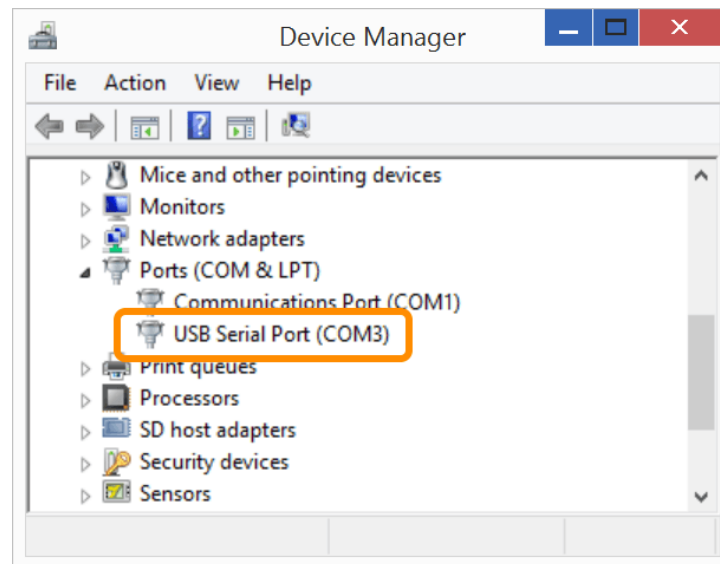 Device Manager
File Action View Help
Mice and other pointing devices
Monitors
Network adapters
Ports (COM & LPT)
Communications Port (COM1)
USB Serial Port (COM3)
Print queues
Processors
SD host adapters
Security devices
Sensors